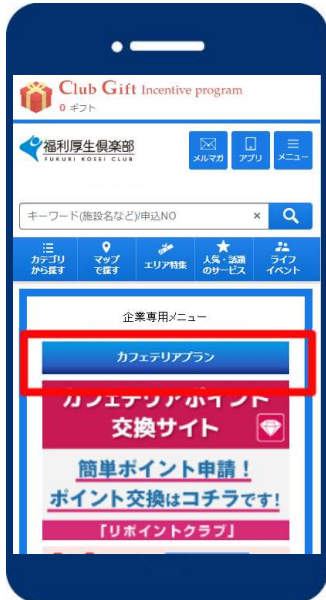 Club Gift Incentive program
0 ギフト
福利厚生倶楽部
FUKURI KOSEI CLUB
メルマガ
アプリ
メニュー
キーワード(施設名など)/申込NO ×
カテゴリ
から探す
マップ
で探す
エリア特集
人気・話題
のサービス
ライフ
イベント
企業専用メニュー
カフェテリアプラン
カフェテリアポイント
交換サイト
簡単ポイント申請！
ポイント交換はコチラです!
「リポイントクラブ」